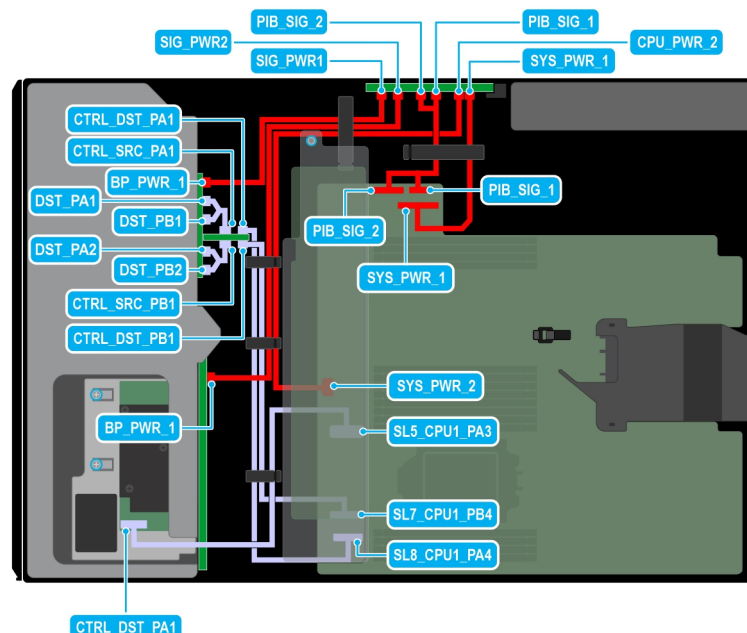 PIB_SIG_2
PIB_SIG_1
SIG_PWR2
CPU_PWR_2
SIG_PWR1
SYS_PWR_1
CTRL_DST_PA1
CTRL_SRC_PA1
BP_PWR_1
DST_PA1
PIB_SIG_1
DST_PB1
PIB_SIG_2
DST_PA2
DST_PB2
SYS_PWR_1
CTRL_SRC_PB1
CTRL_DST_PB1
SYS_PWR_2
BP_PWR_1
SL5_CPU1_PA3
SL7_CPU1_PB4
SL8_CPU1_PA4
CTRL_DST_PA1